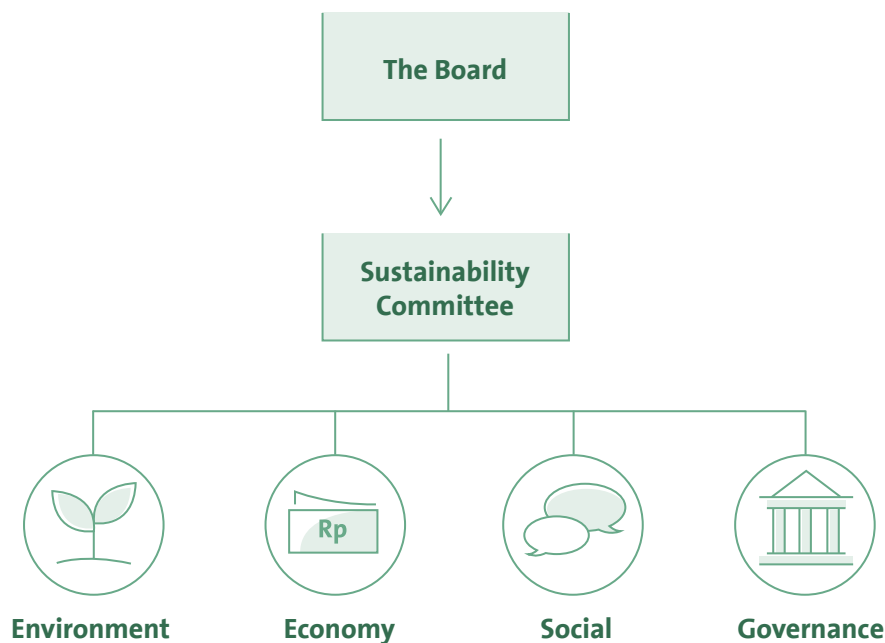 The Board
Sustainability
Committee
Rp
Environment
Economy
Social
Governance